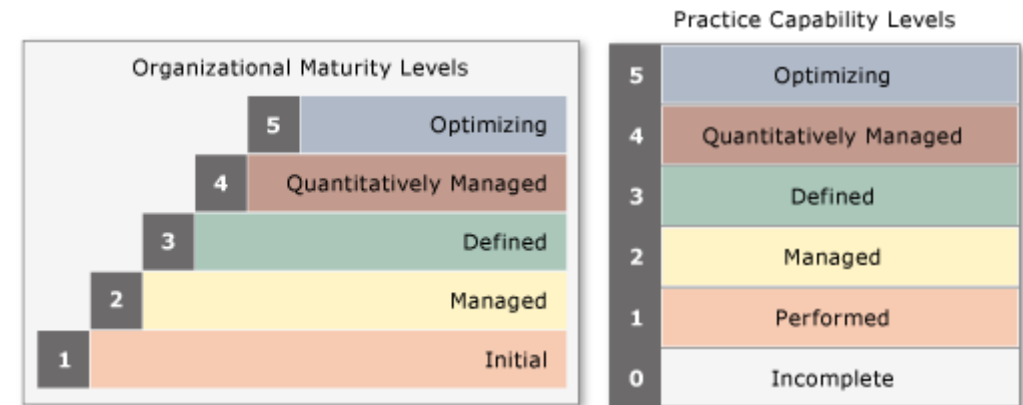 Organizational Maturity Levels
5 Optimizing
4 Quantitatively Managed
3 Defined
2 Managed
1 Initial
Practice Capability Levels
5 Optimizing
4 Quantitatively Managed
3 Defined
2 Managed
1 Performed
0 Incomplete